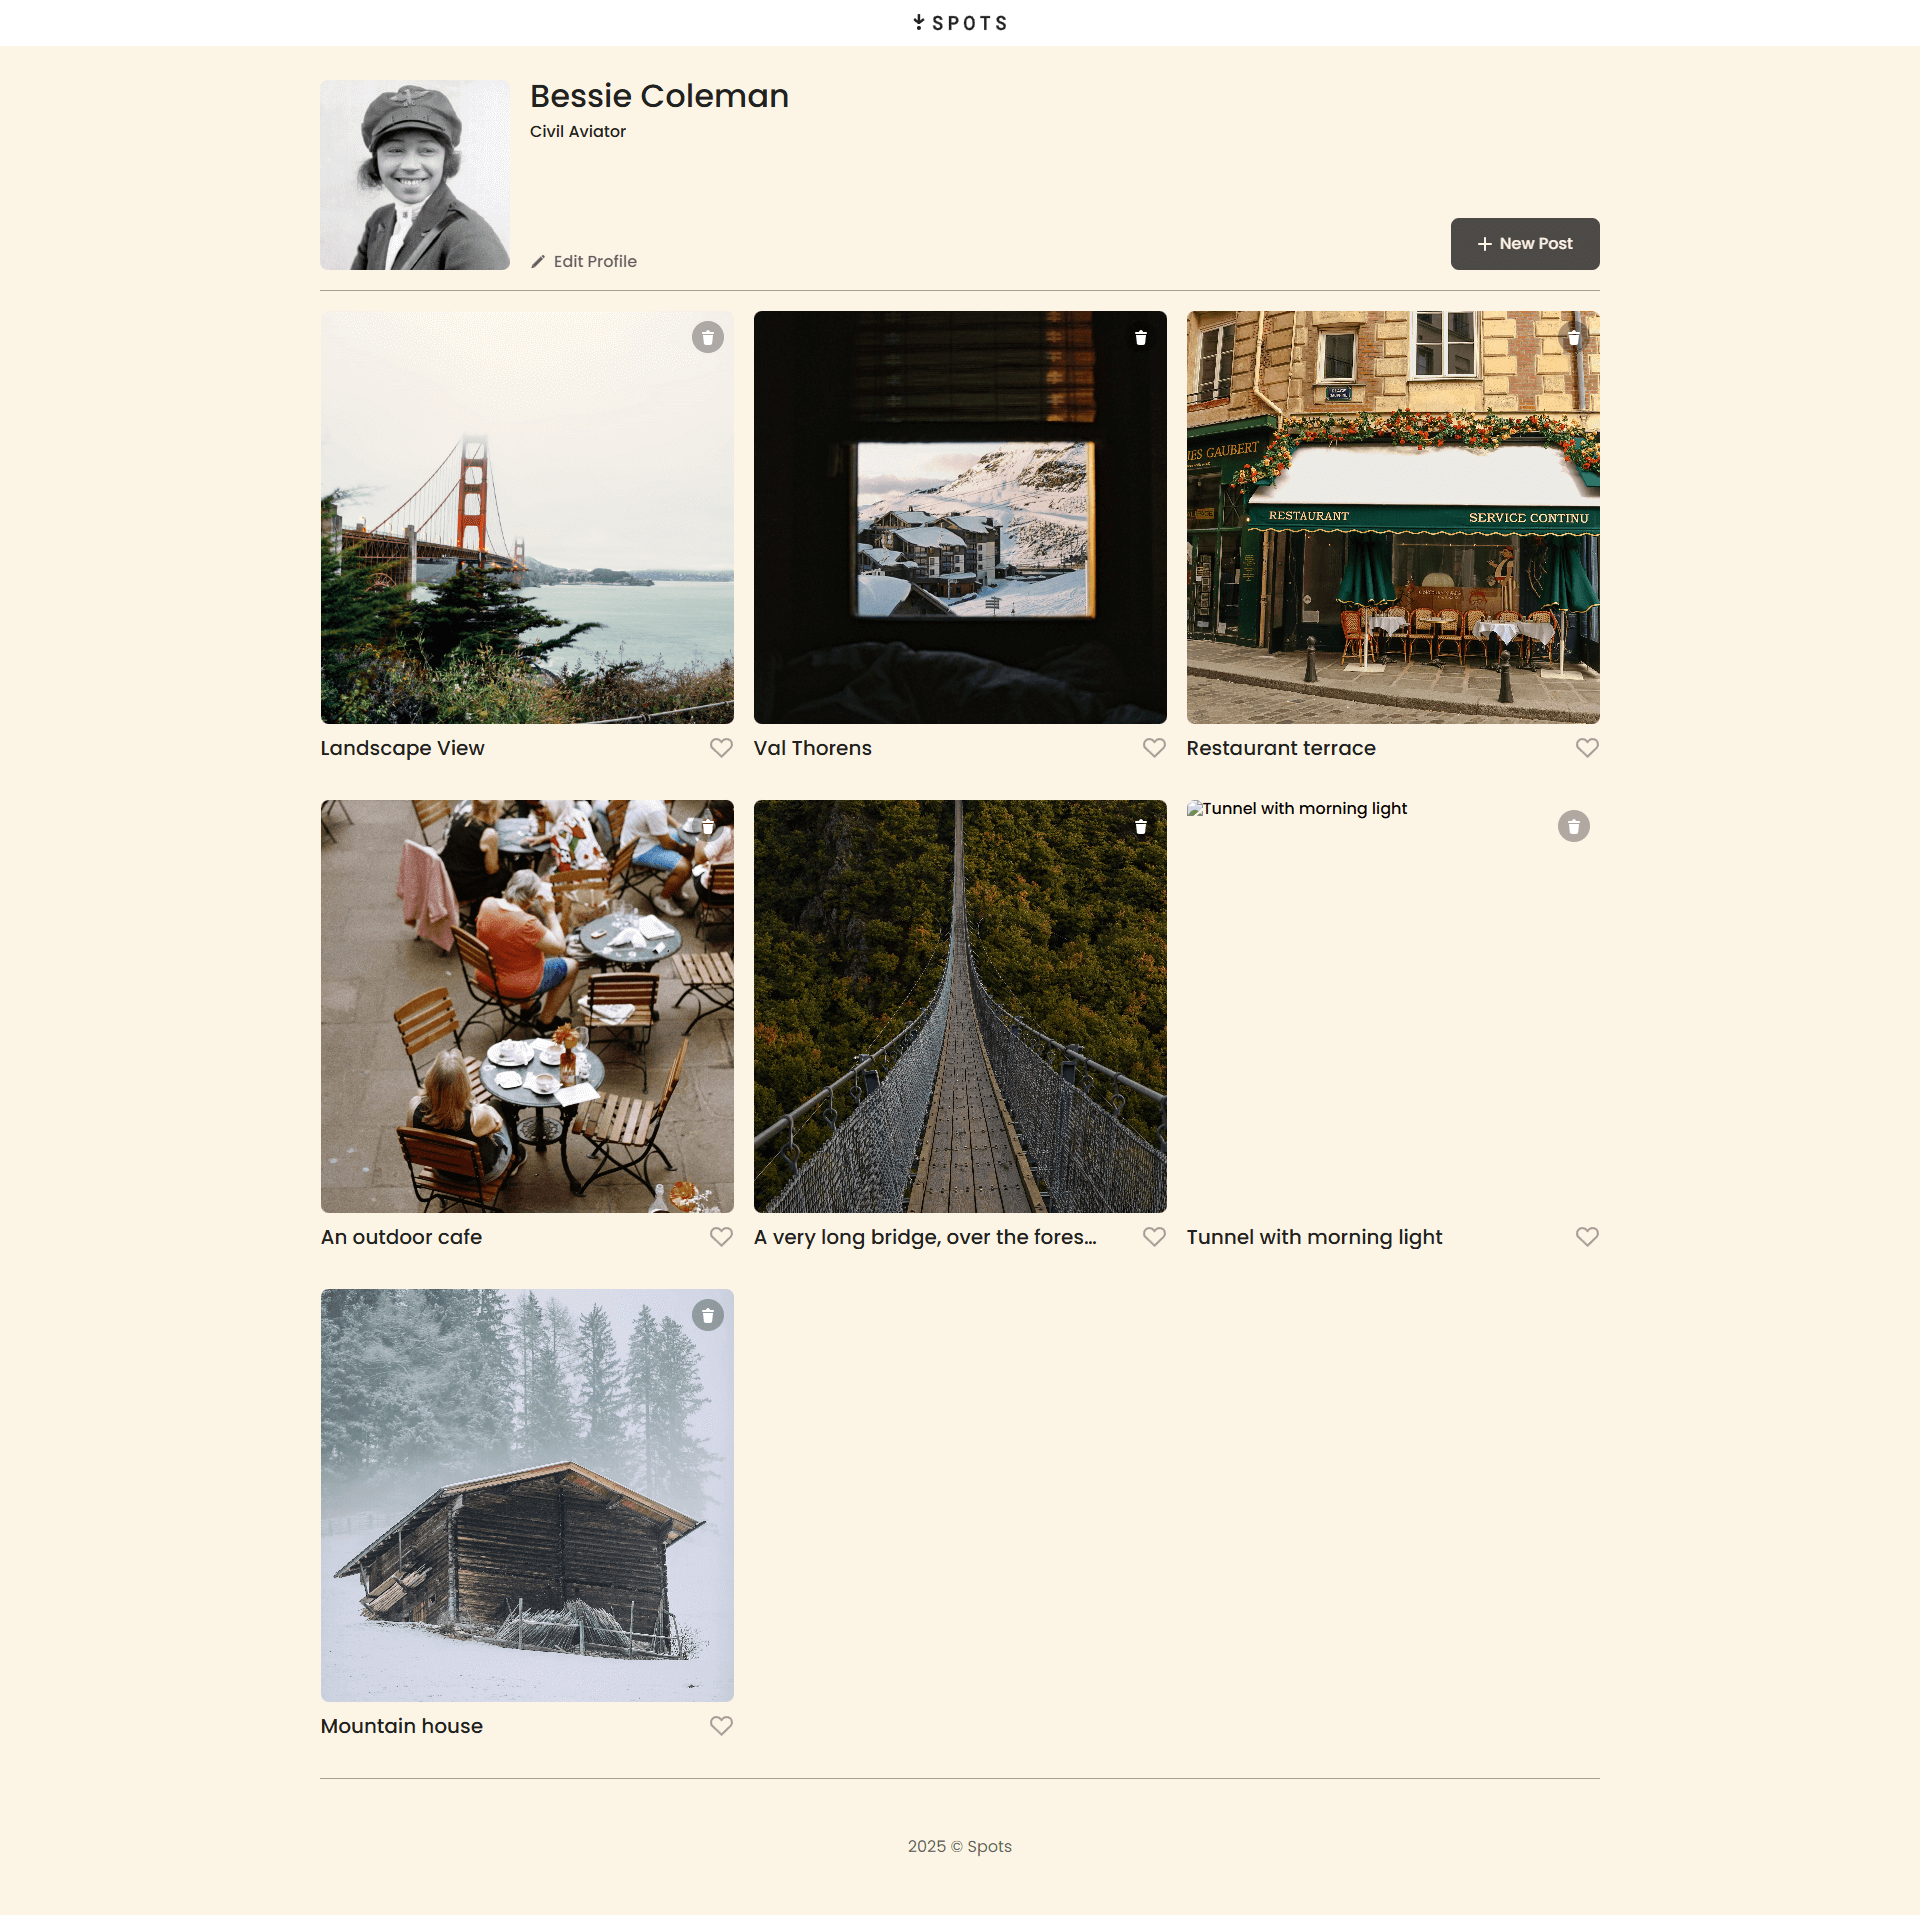 SPOTS
Bessie Coleman
Civil Aviator
Edit Profile
New Post
IES GAUBERT
RESTAURANT
SERVICE CONTINU
Landscape View
Val Thorens
Restaurant terrace
Tunnel with morning light
An outdoor cafe
A very long bridge, over the fores...
Tunnel with morning light
Mountain house
2025 © Spots